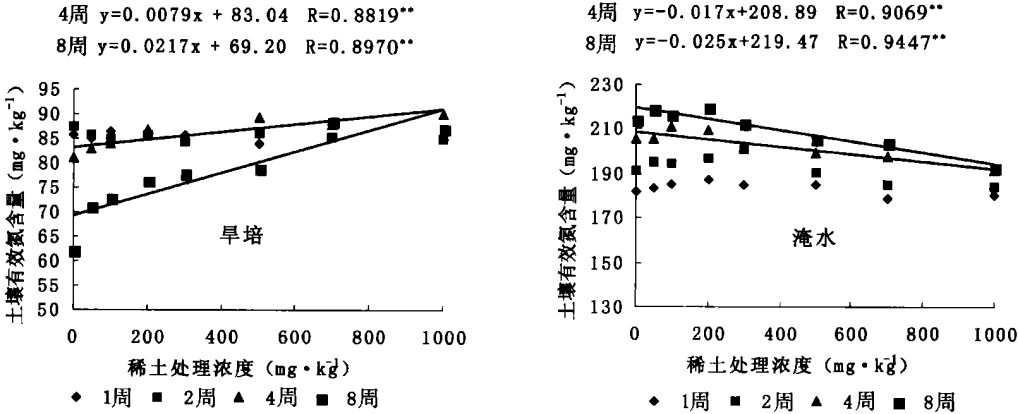 4周 y=0.0079x + 83.04 R=0.8819**
8周 y=0.0217x + 69.20 R=0.8970**
土壤有效氮含量(mg·kg⁻¹)
95
90
85
80
75
70
65
60
55
50
旱培
0 200 400 600 800 1000
稀土处理浓度(mg·kg⁻¹)
◆ 1周 ■ 2周 ▲ 4周 ■ 8周
4周 y=-0.017x+208.89 R=0.9069**
8周 y=-0.025x+219.47 R=0.9447**
土壤有效氮含量(mg·kg⁻¹)
230
210
190
170
150
130
淹水
0 200 400 600 800 1000
稀土处理浓度(mg·kg⁻¹)
◆ 1周 ■ 2周 ▲ 4周 ■ 8周